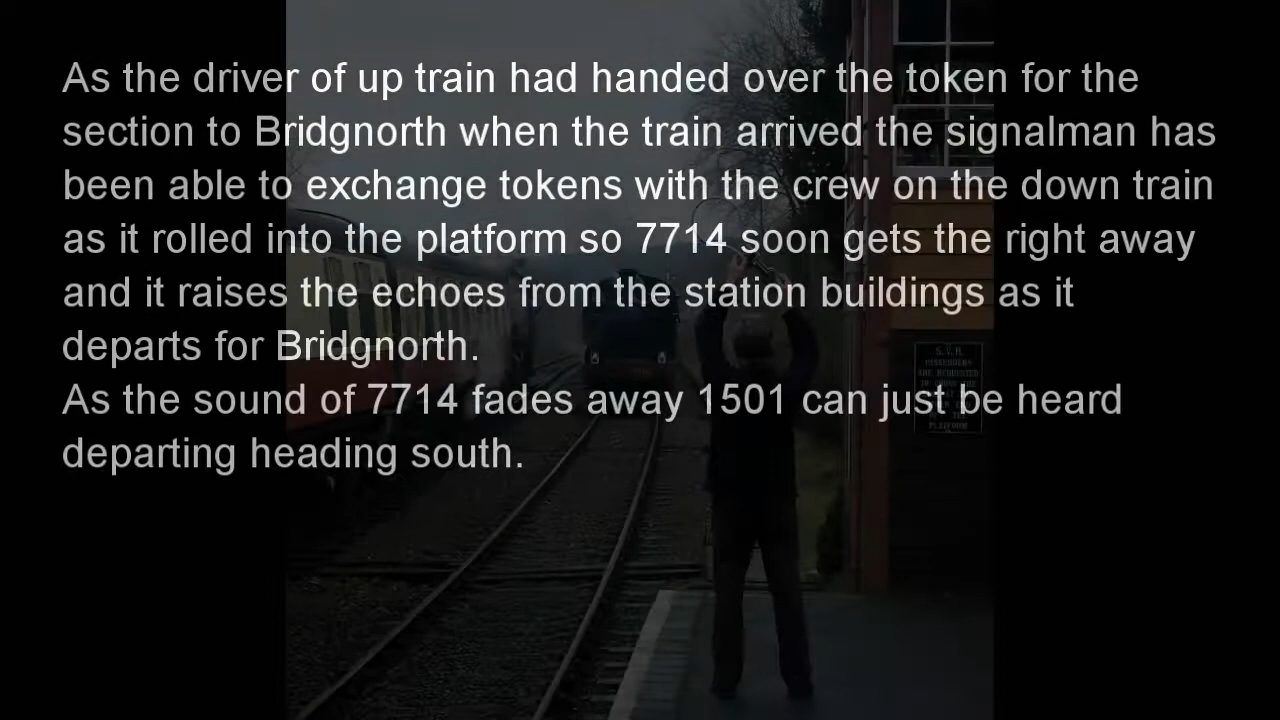 As the driver of up train had handed over the token for the
section to Bridgnorth when the train arrived the signalman has
been able to exchange tokens with the crew on the down train
as it rolled into the platform so 7714 soon gets the right away
and it raises the echoes from the station buildings as it
departs for Bridgnorth.
As the sound of 7714 fades away 1501 can just be heard
departing heading south.
S.V.R.
PASSENGERS
ARE REQUESTED
PLATFORM